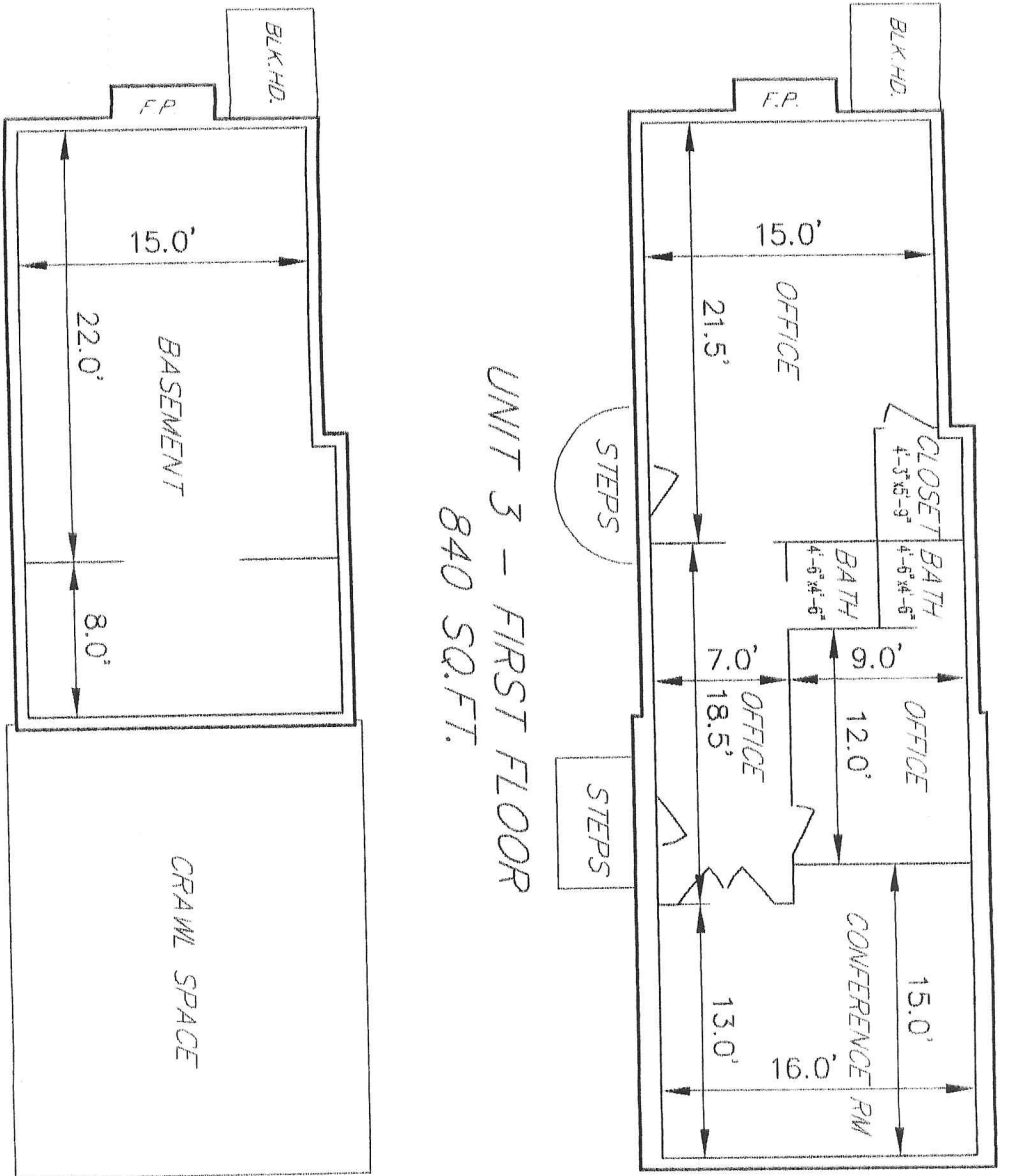 BLK.HD.
F.P.
15.0'
OFFICE
21.5'
CLOSET
4'-3"x5'-9"
BATH
4'-6"x4'-6"
BATH
4'-6"x4'-6"
7.0'
9.0'
OFFICE
18.5'
OFFICE
12.0'
CONFERENCE RM
15.0'
13.0'
16.0'
STEPS
STEPS
UNIT 3 - FIRST FLOOR
840 SQ.FT.
BLK.HD.
F.P.
15.0'
22.0'
BASEMENT
8.0'
CRAWL SPACE